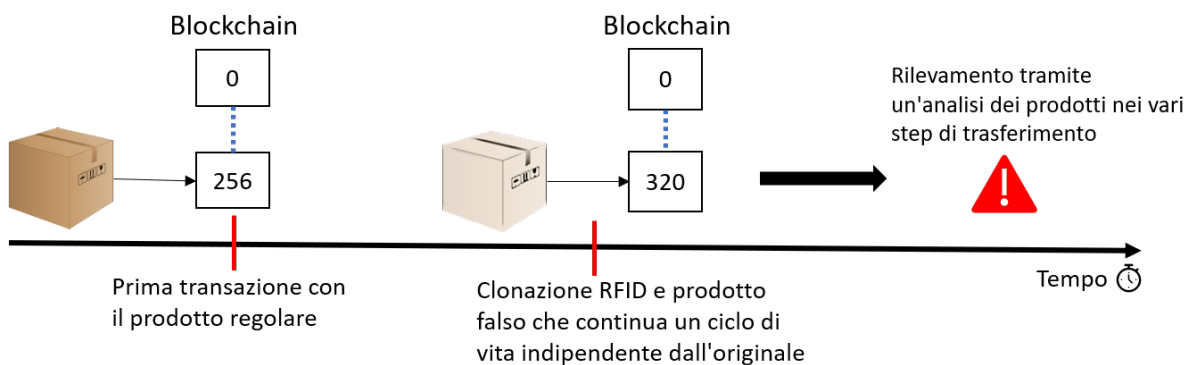 Blockchain
0
256
Prima transazione con
il prodotto regolare
Blockchain
0
320
Clonazione RFID e prodotto
falso che continua un ciclo di
vita indipendente dall'originale
Rilevamento tramite
un'analisi dei prodotti nei vari
step di trasferimento
Tempo